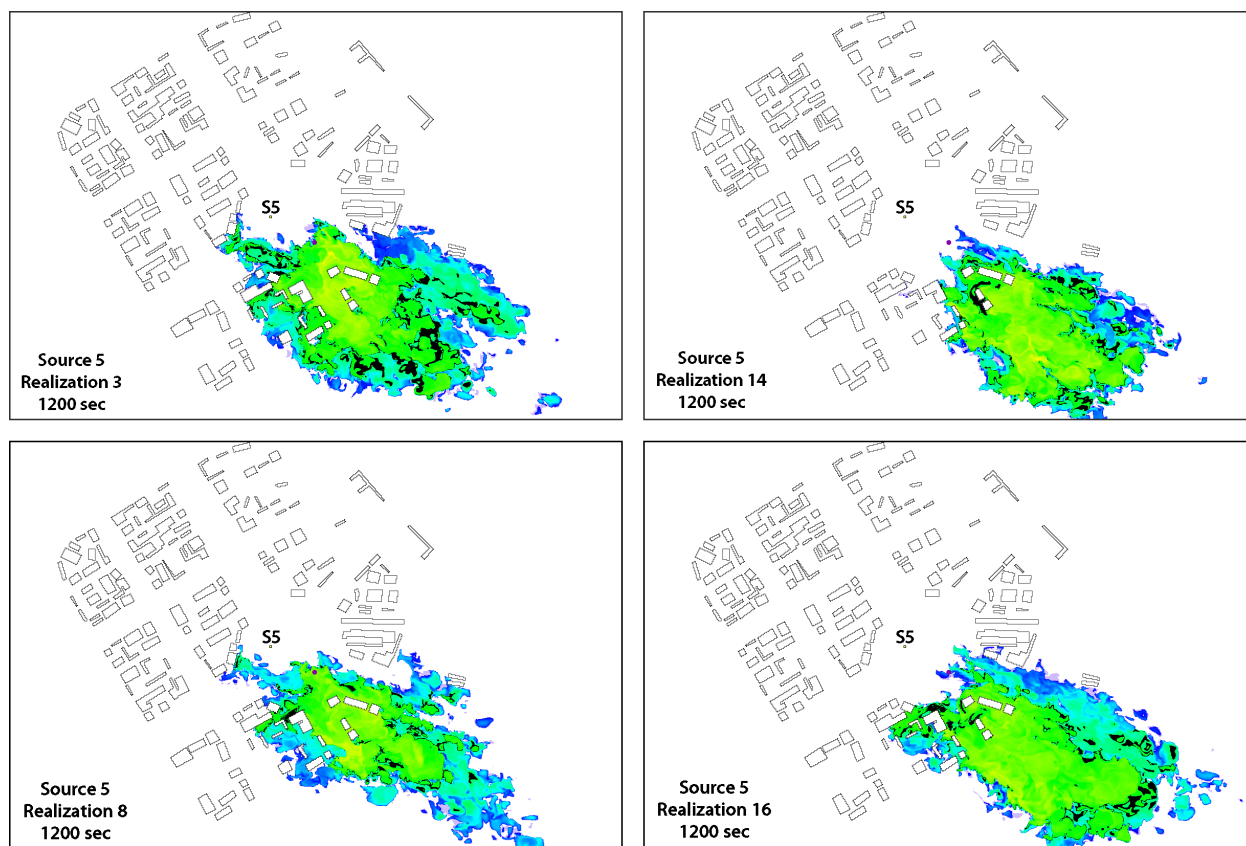 S5
Source 5
Realization 3
1200 sec
S5
Source 5
Realization 14
1200 sec
S5
Source 5
Realization 8
1200 sec
S5
Source 5
Realization 16
1200 sec